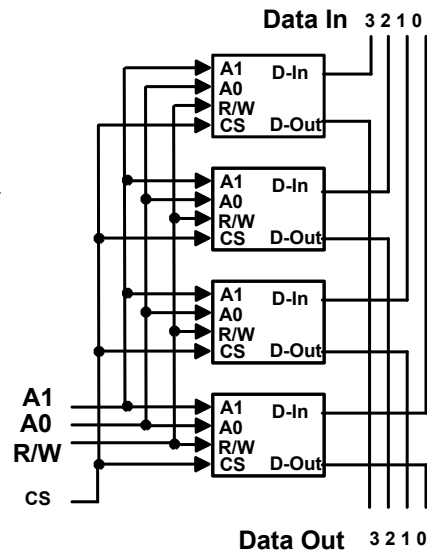 Data In 3 2 1 0
A1 D-In
A0
R/W
CS D-Out
A1 D-In
A0
R/W
CS D-Out
A1 D-In
A0
R/W
CS D-Out
A1
A0
R/W
CS
A1 D-In
A0
R/W
CS D-Out
Data Out 3 2 1 0